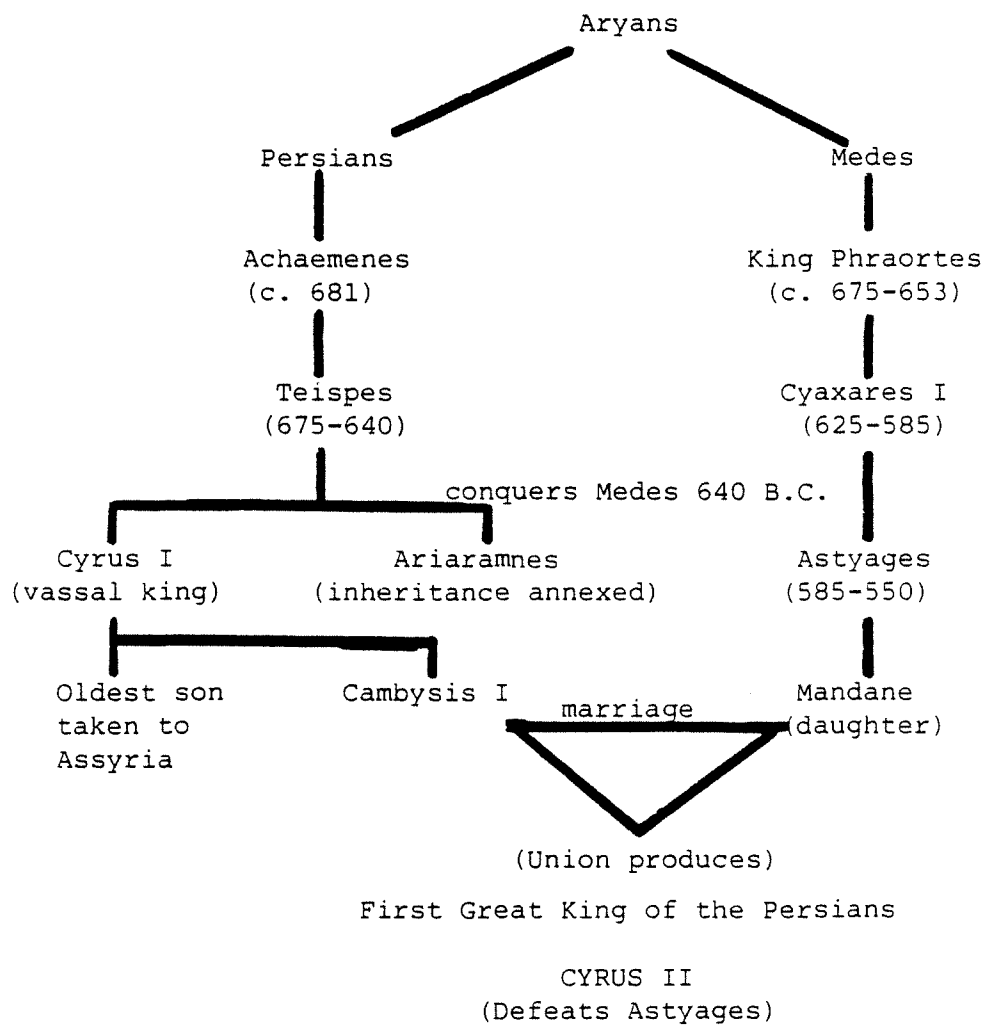 Aryans
Persians Medes
Achaemenes King Phraortes
(c. 681) (c. 675-653)
Teispes Cyaxares I
(675-640) (625-585)
conquers Medes 640 B.C.
Cyrus I Ariaramnes Astyages
(vassal king) (inheritance annexed) (585-550)
Oldest son Cambysis I Mandane
taken to marriage (daughter)
Assyria
(Union produces)
First Great King of the Persians
CYRUS II
(Defeats Astyages)